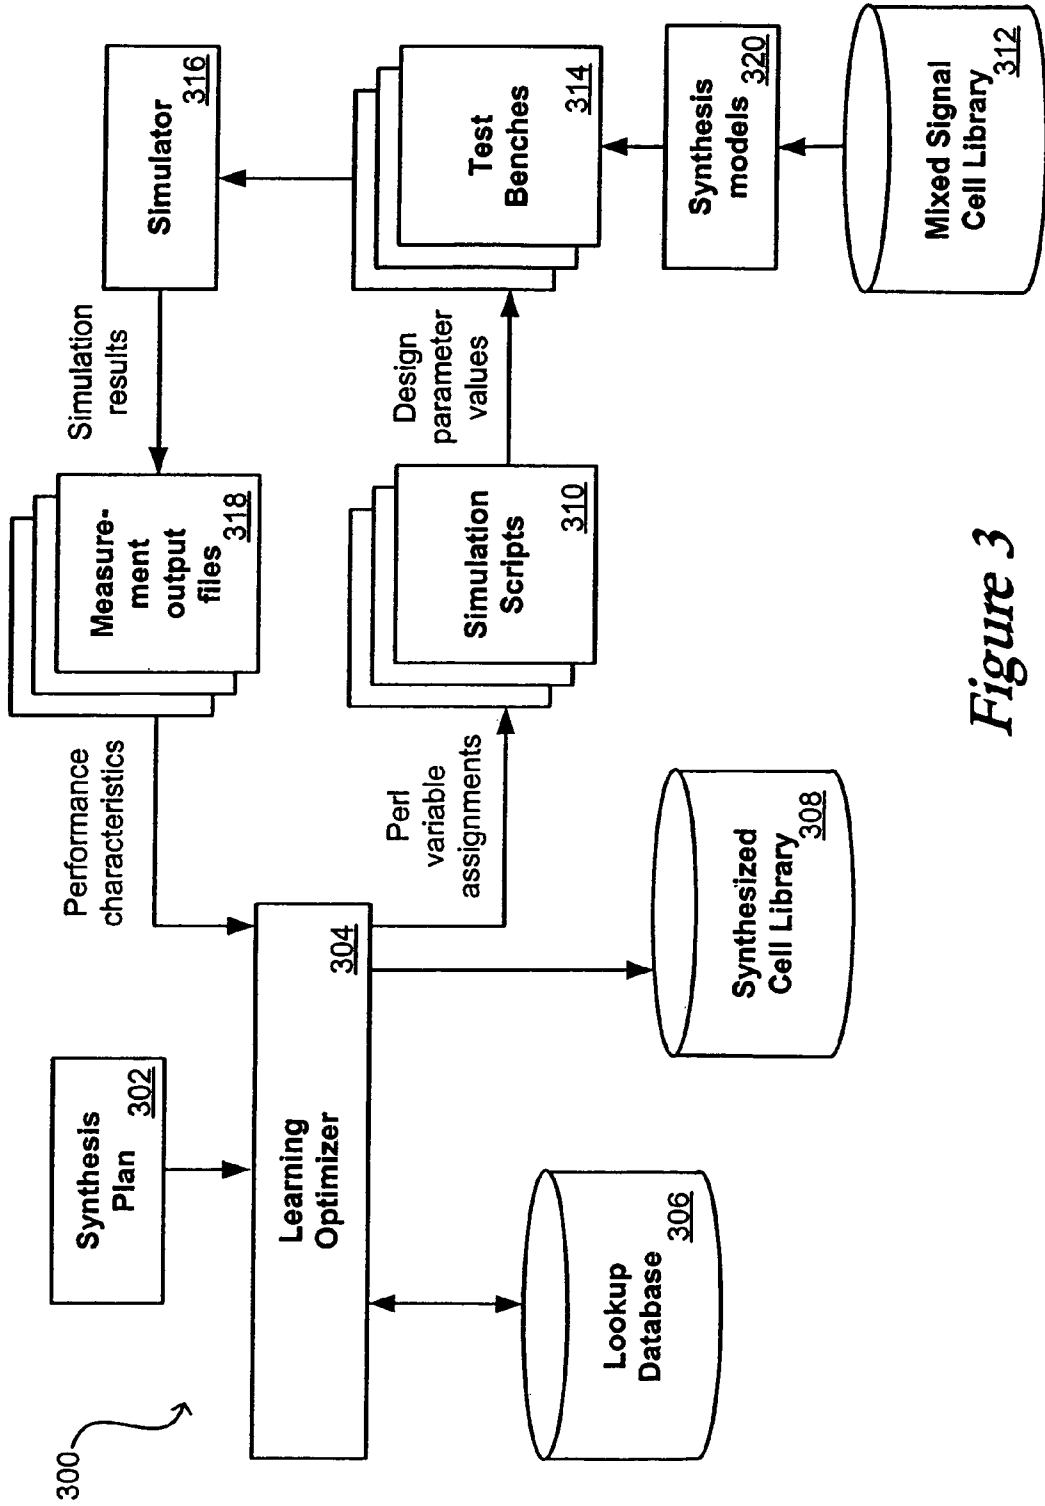 300
Synthesis
Plan
302
Performance
characteristics
Measure-
ment
output
files
318
Simulation
results
Simulator
316
Learning
Optimizer
304
Perl
variable
assignments
Simulation
Scripts
310
Design
parameter
values
Test
Benches
314
Lookup
Database
306
Synthesized
Cell Library
308
Synthesis
models
320
Mixed Signal
Cell Library
312
Figure 3